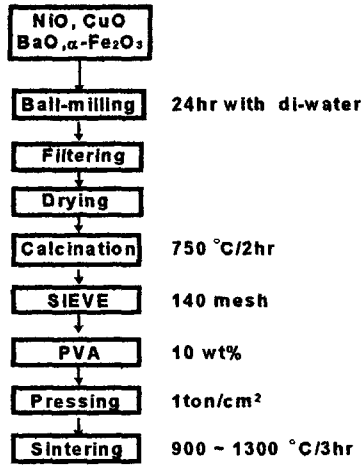 NiO, CuO
BaO,α-Fe₂O₃
Ball-milling 24hr with di-water
Filtering
Drying
Calcination 750 °C/2hr
SIEVE 140 mesh
PVA 10 wt%
Pressing 1ton/cm²
Sintering 900 ~ 1300 °C/3hr